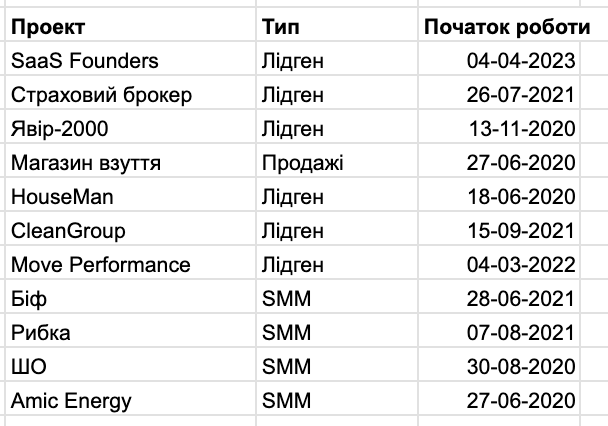 Проект Тип Початок роботи
SaaS Founders Лідген 04-04-2023
Страховий брокер Лідген 26-07-2021
Явір-2000 Лідген 13-11-2020
Магазин взуття Продажі 27-06-2020
HouseMan Лідген 18-06-2020
CleanGroup Лідген 15-09-2021
Move Performance Лідген 04-03-2022
Біф SMM 28-06-2021
Рибка SMM 07-08-2021
ШО SMM 30-08-2020
Amic Energy SMM 27-06-2020